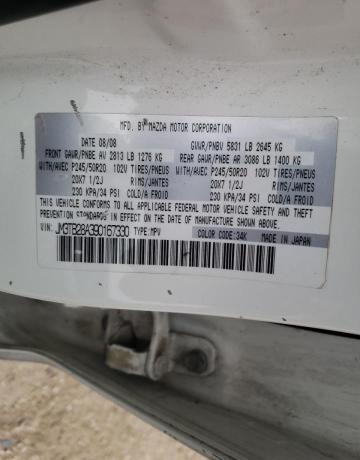 MFD. BY MAZDA MOTOR CORPORATION
DATE 08/08 GVWR/PNBV 5831 LB 2645 KG
FRONT GAWR/PNBE AV 2813 LB 1276 KG REAR GAWR/PNBE AR 3086 LB 1400 KG
WITH/AVEC P245/50R20 102V TIRES/PNEUS WITH/AVEC P245/50R20 102V TIRES/PNEUS
20X7 1/2J RIMS/JANTES 20X7 1/2J RIMS/JANTES
230 KPA/34 PSI COLD/A FROID 230 KPA/34 PSI COLD/A FROID
THIS VEHICLE CONFORMS TO ALL APPLICABLE FEDERAL MOTOR VEHICLE SAFETY AND
THEFT PREVENTION STANDARDS IN EFFECT ON THE DATE OF MANUFACTURE SHOWN ABOVE.
VIN: JM3TB28A390167330 TYPE:MPV COLOR CODE:34K MADE IN JAPAN